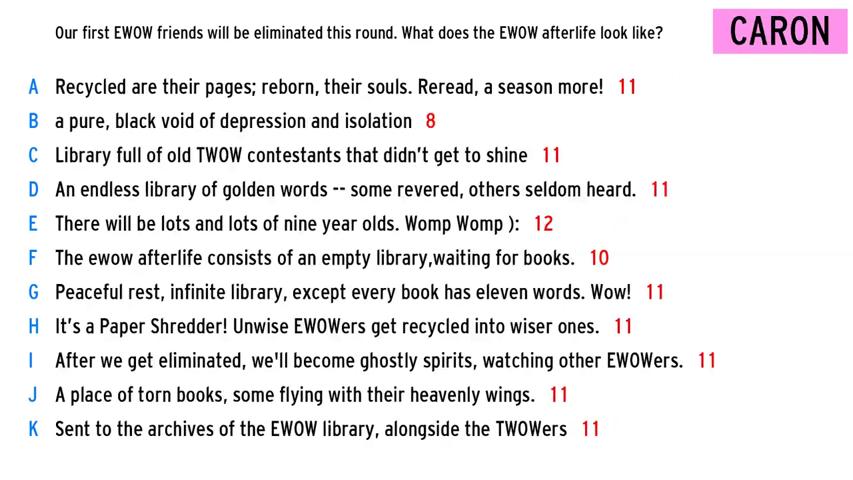 Our first EWOW friends will be eliminated this round. What does the EWOW afterlife look like?
CARON
A Recycled are their pages; reborn, their souls. Reread, a season more! 11
B a pure, black void of depression and isolation 8
C Library full of old TWOW contestants that didn't get to shine 11
D An endless library of golden words -- some revered, others seldom heard. 11
E There will be lots and lots of nine year olds. Womp Womp ): 12
F The ewow afterlife consists of an empty library,waiting for books. 10
G Peaceful rest, infinite library, except every book has eleven words. Wow! 11
H It's a Paper Shredder! Unwise EWOWers get recycled into wiser ones. 11
I After we get eliminated, we'll become ghostly spirits, watching other EWOWers. 11
J A place of torn books, some flying with their heavenly wings. 11
K Sent to the archives of the EWOW library, alongside the TWOWers 11